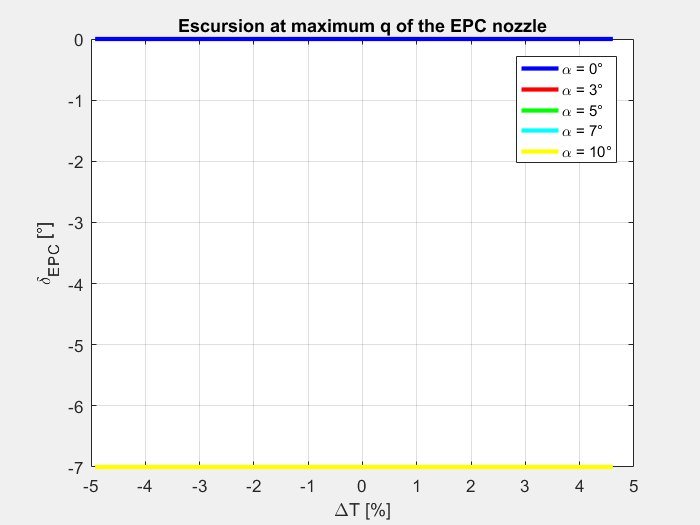 Escursion at maximum q of the EPC nozzle
0
-1
-2
-3
-4
-5
-6
-7
δEPC [°]
α = 0°
α = 3°
α = 5°
α = 7°
α = 10°
-5 -4 -3 -2 -1 0 1 2 3 4 5
ΔT [%]